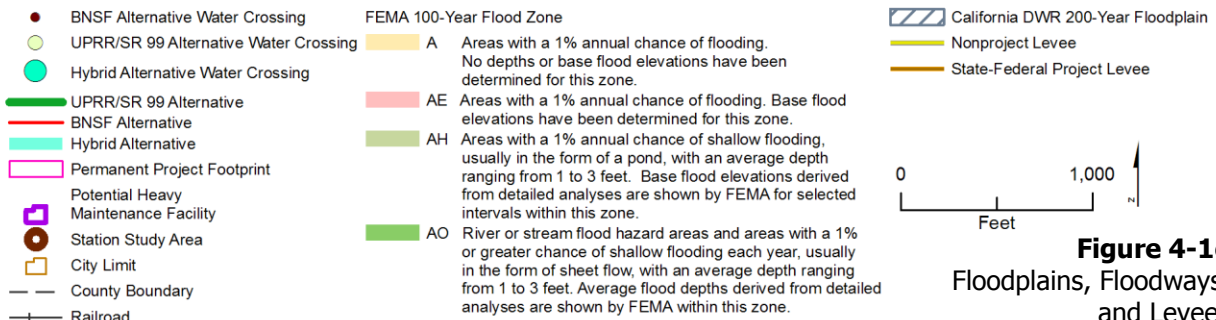 BNSF Alternative Water Crossing
UPRR/SR 99 Alternative Water Crossing
Hybrid Alternative Water Crossing
UPRR/SR 99 Alternative
BNSF Alternative
Hybrid Alternative
Permanent Project Footprint
Potential Heavy
Maintenance Facility
Station Study Area
City Limit
County Boundary
Railroad
FEMA 100-Year Flood Zone
A Areas with a 1% annual chance of flooding.
No depths or base flood elevations have been
determined for this zone.
AE Areas with a 1% annual chance of flooding. Base flood
elevations have been determined for this zone.
AH Areas with a 1% annual chance of shallow flooding,
usually in the form of a pond, with an average depth
ranging from 1 to 3 feet. Base flood elevations derived
from detailed analyses are shown by FEMA for selected
intervals within this zone.
AO River or stream flood hazard areas and areas with a 1%
or greater chance of shallow flooding each year, usually
in the form of sheet flow, with an average depth ranging
from 1 to 3 feet. Average flood depths derived from detailed
analyses are shown by FEMA within this zone.
California DWR 200-Year Floodplain
Nonproject Levee
State-Federal Project Levee
0 1,000
Feet
z
Figure
Floodplains, Floodways
and